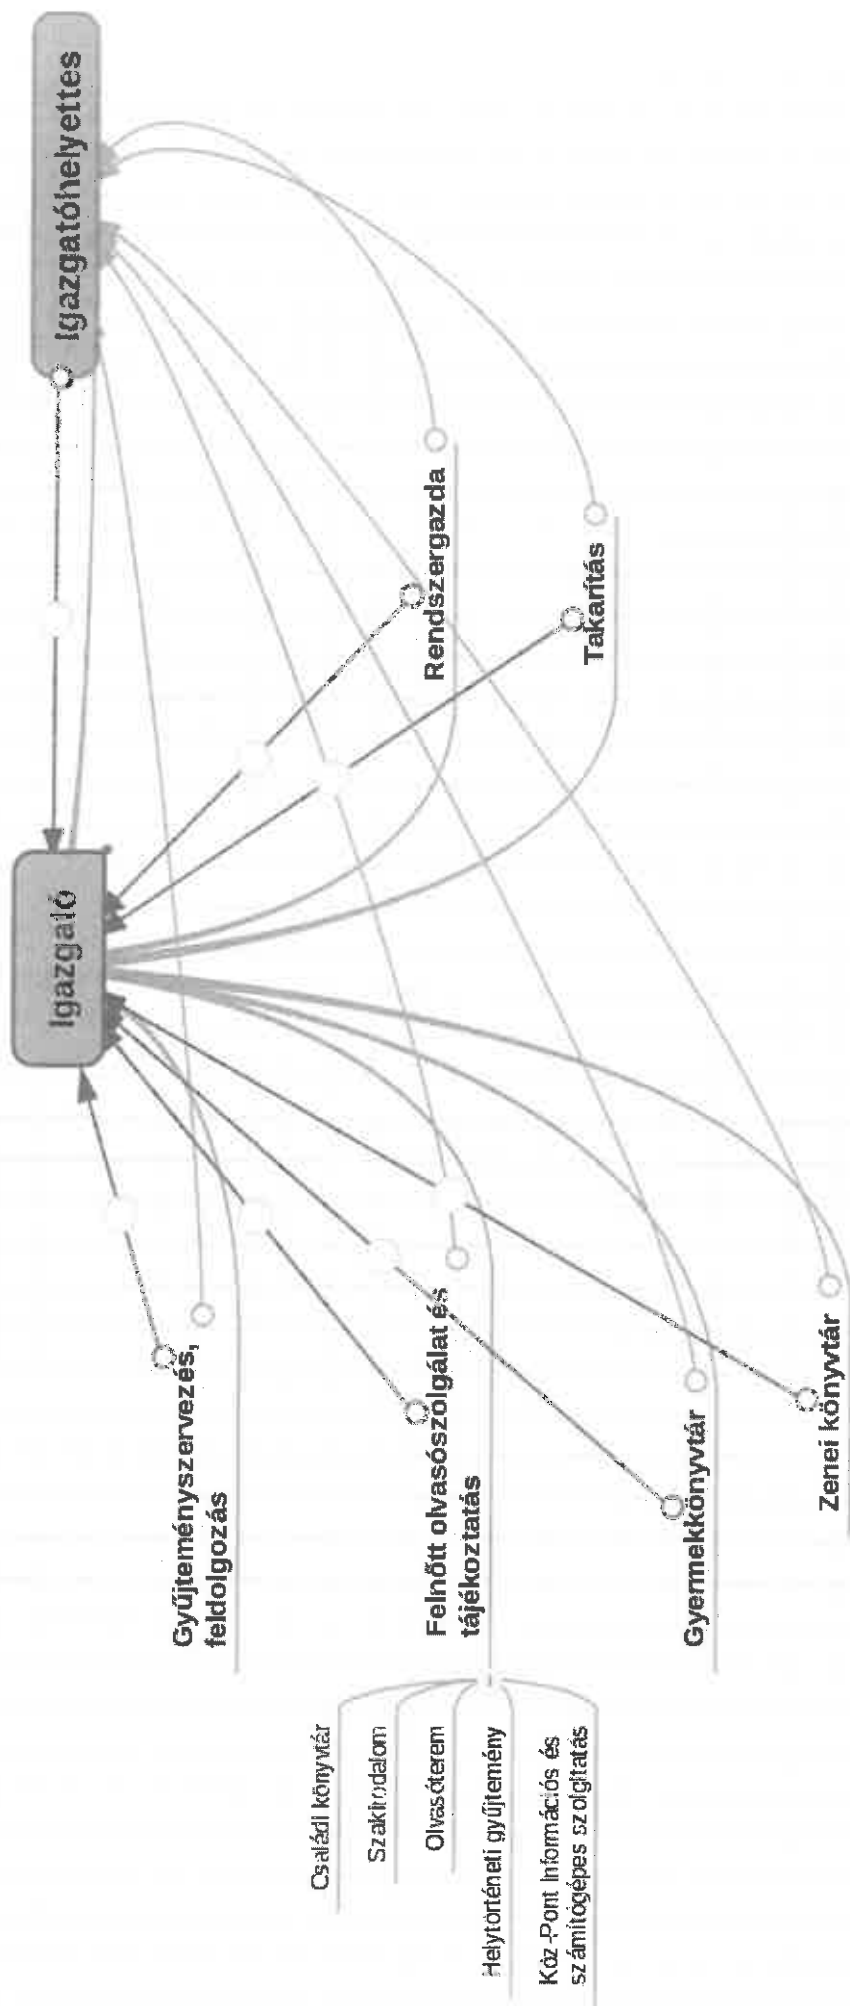 Igazgatóhelyettes
Igazgató
Rendszergazda
Takarítás
Gyűjteményszervezés,
feldolgozás
Felnőtt olvasószolgálat és
tájékoztatás
Gyermekkönyvtár
Zenei könyvtár
Családi könyvtár
Szakirodalom
Olvasóterem
Helytörténeti gyűjtemény
Köz-Pont Információs és
számítógépes szolgltatás